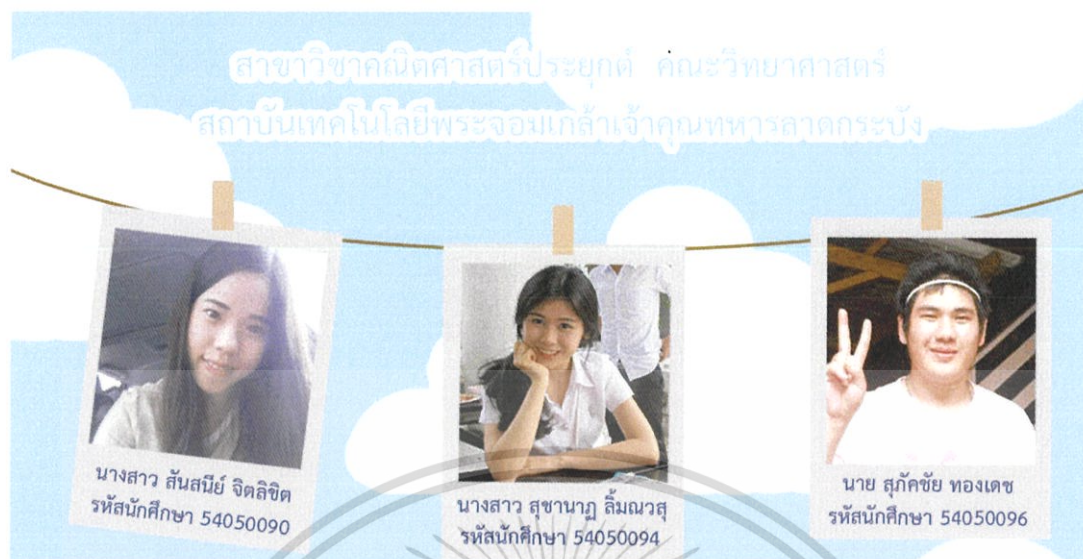 สาขาวิชาคณิตศาสตร์ประยุกต์ คณะวิทยาศาสตร์
สถาบันเทคโนโลยีพระจอมเกล้าเจ้าคุณทหารลาดกระบัง
นางสาว สันสนีย์ จิตลิขิต
รหัสนักศึกษา 54050090
นางสาว สุชานาฏ ลิ้มณวสุ
รหัสนักศึกษา 54050094
นาย สุภัคชัย ทองเดช
รหัสนักศึกษา 54050096